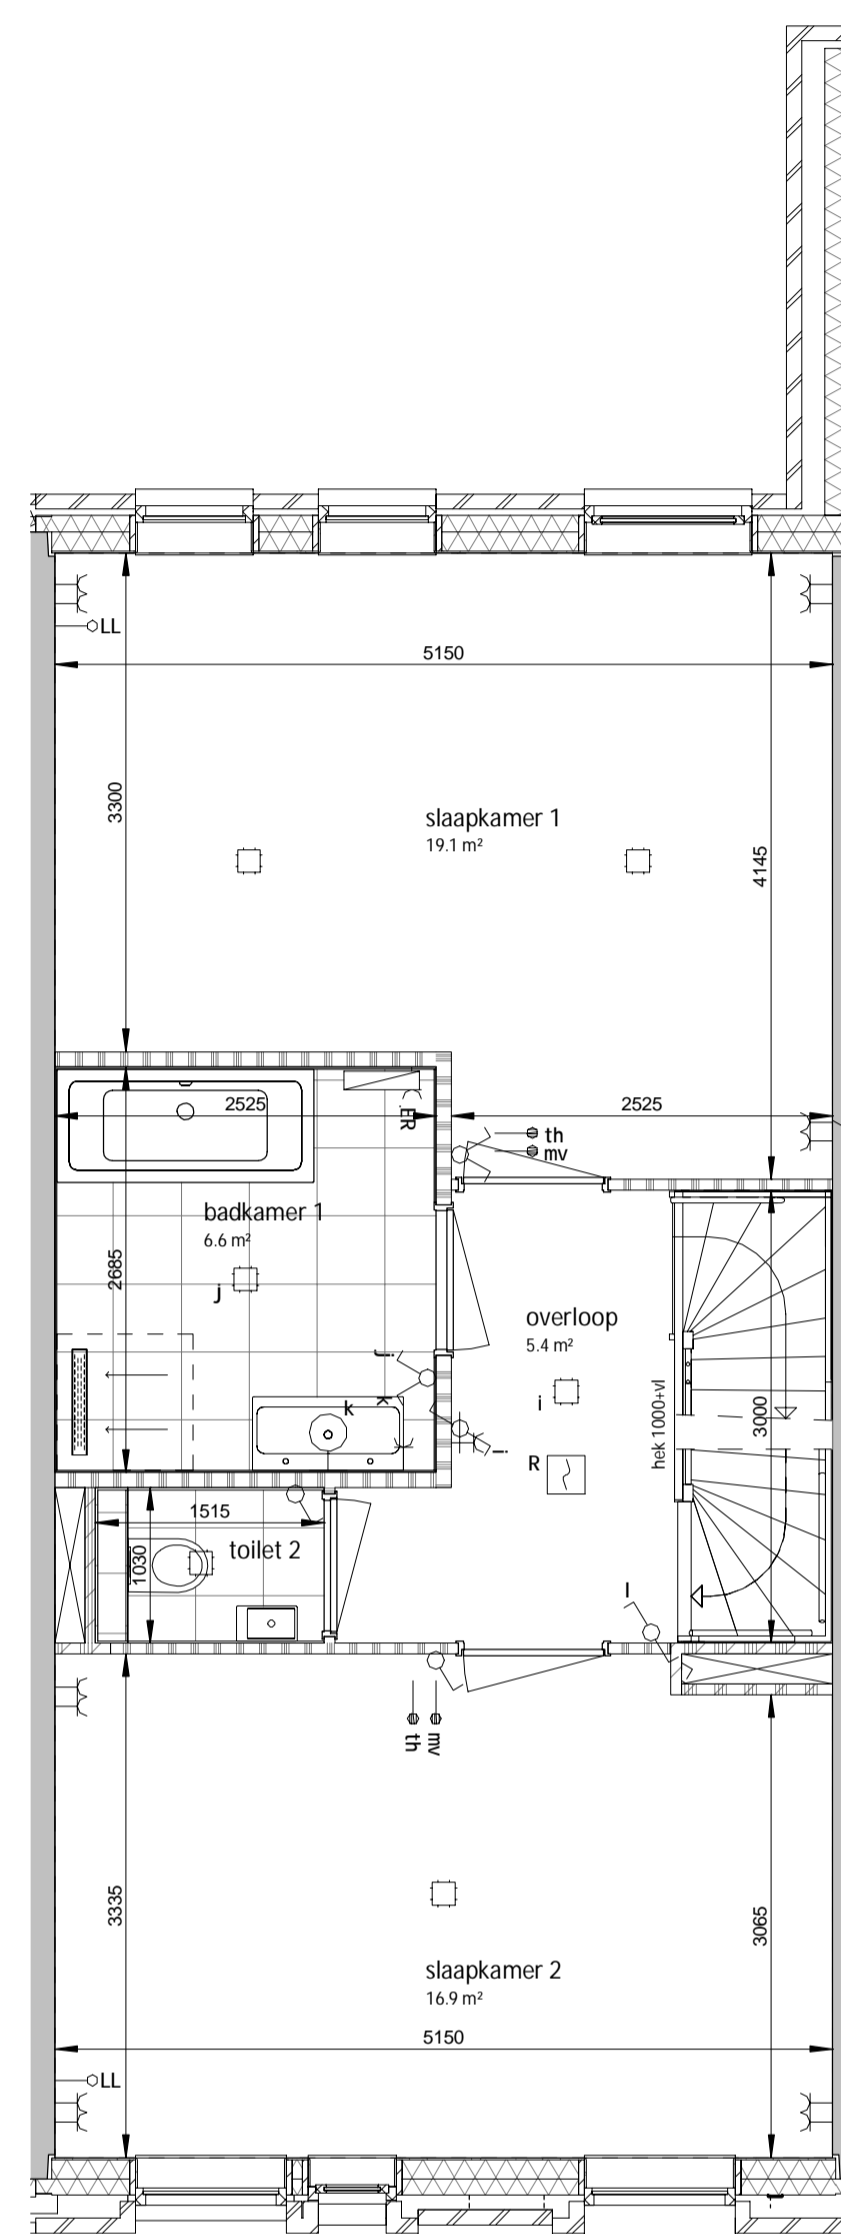 LL
5150
3300
slaapkamer 1
19.1 m²
4145
2525
ER
2525
th
mv
badkamer 1
6.6 m²
2685
j
overloop
5.4 m²
i
j
k
k
i
R
hek 1000+vl
3000
1515
1030
toilet 2
l
th
mv
3335
3065
slaapkamer 2
16.9 m²
5150
LL